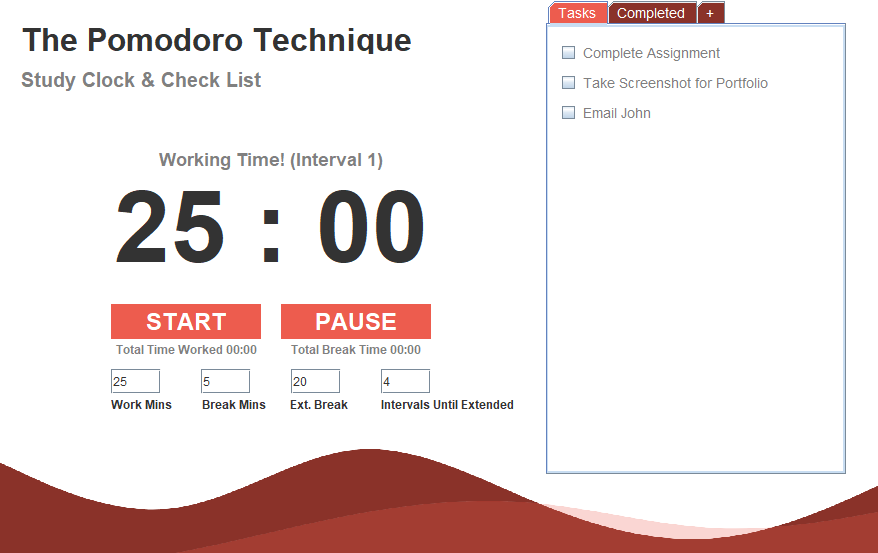 The Pomodoro Technique
Study Clock & Check List
Working Time! (Interval 1)
25 : 00
START PAUSE
Total Time Worked 00:00 Total Break Time 00:00
25 5 20 4
Work Mins Break Mins Ext. Break Intervals Until Extended
Tasks Completed +
Complete Assignment
Take Screenshot for Portfolio
Email John